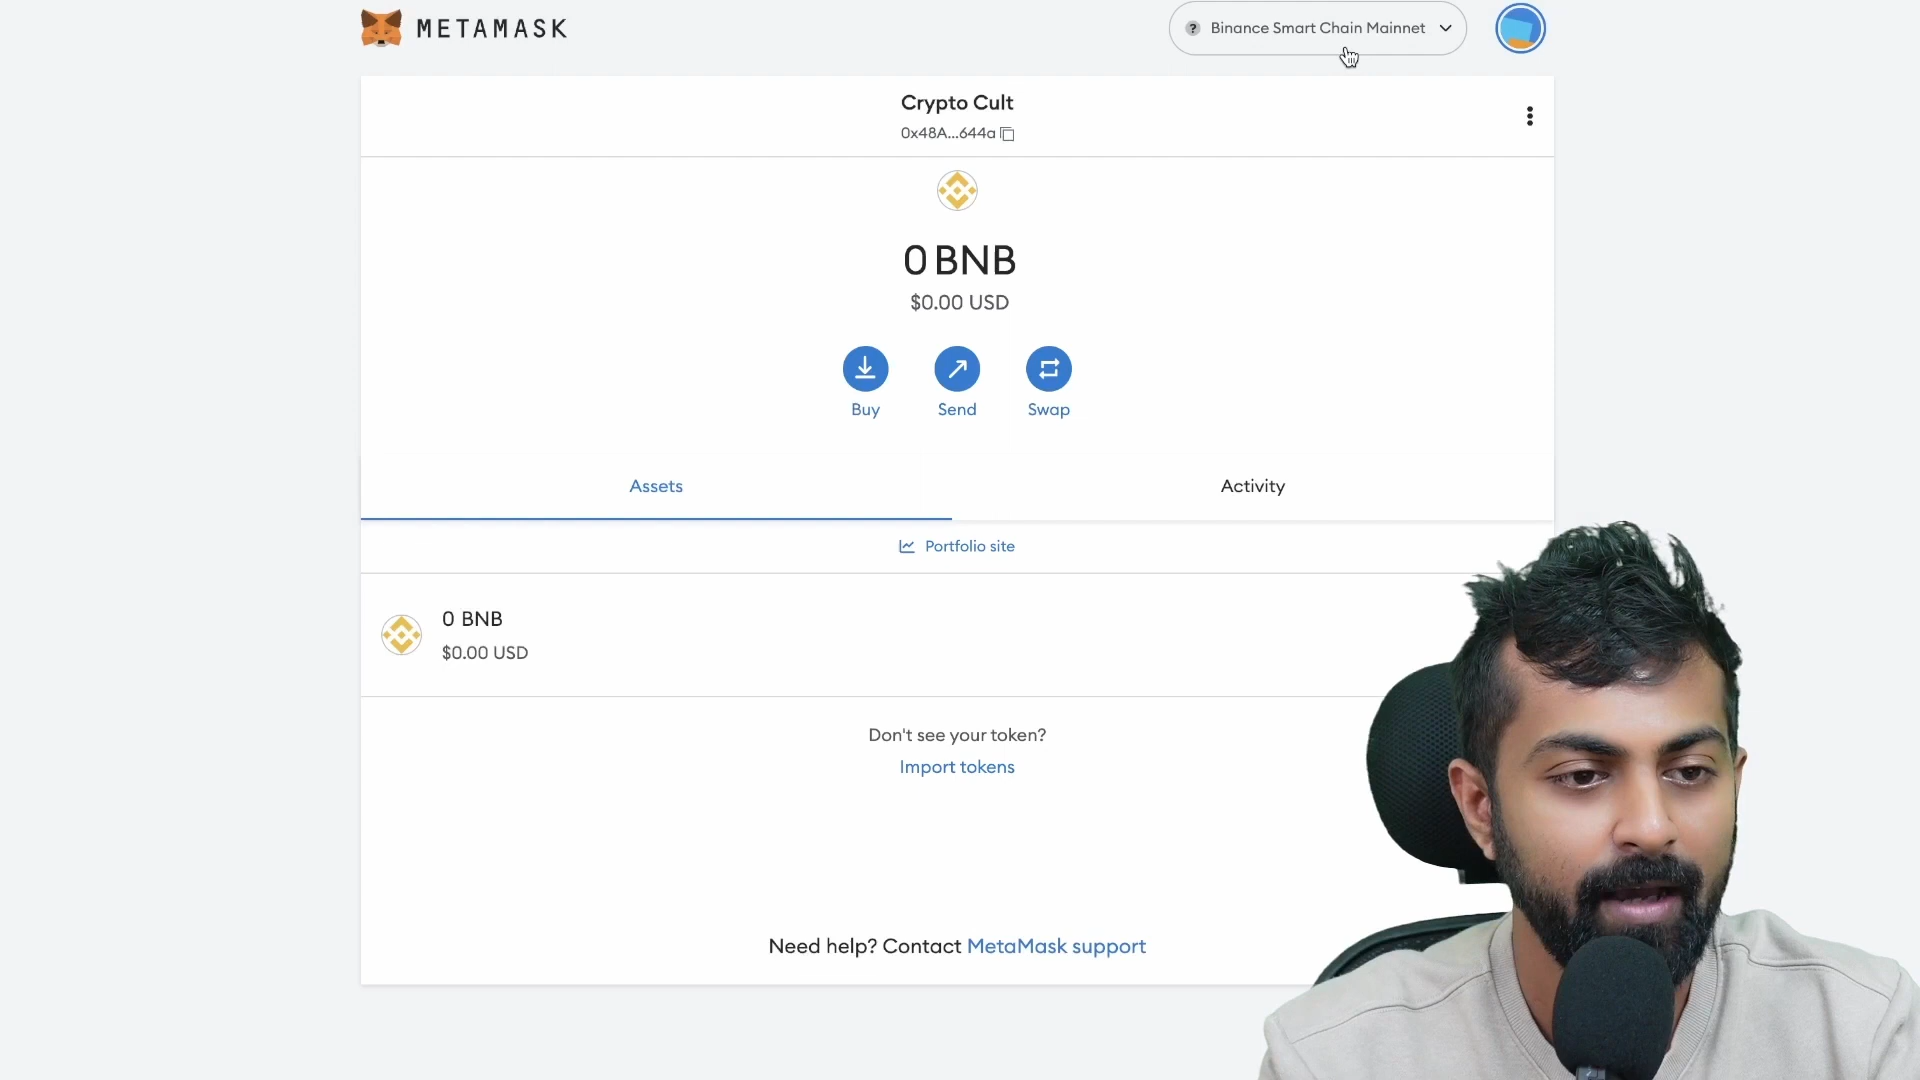 METAMASK
? Binance Smart Chain Mainnet
Crypto Cult
0x48A...644a
0 BNB
$0.00 USD
Buy
Send
Swap
Assets
Activity
Portfolio site
0 BNB
$0.00 USD
Don't see your token?
Import tokens
Need help? Contact MetaMask support